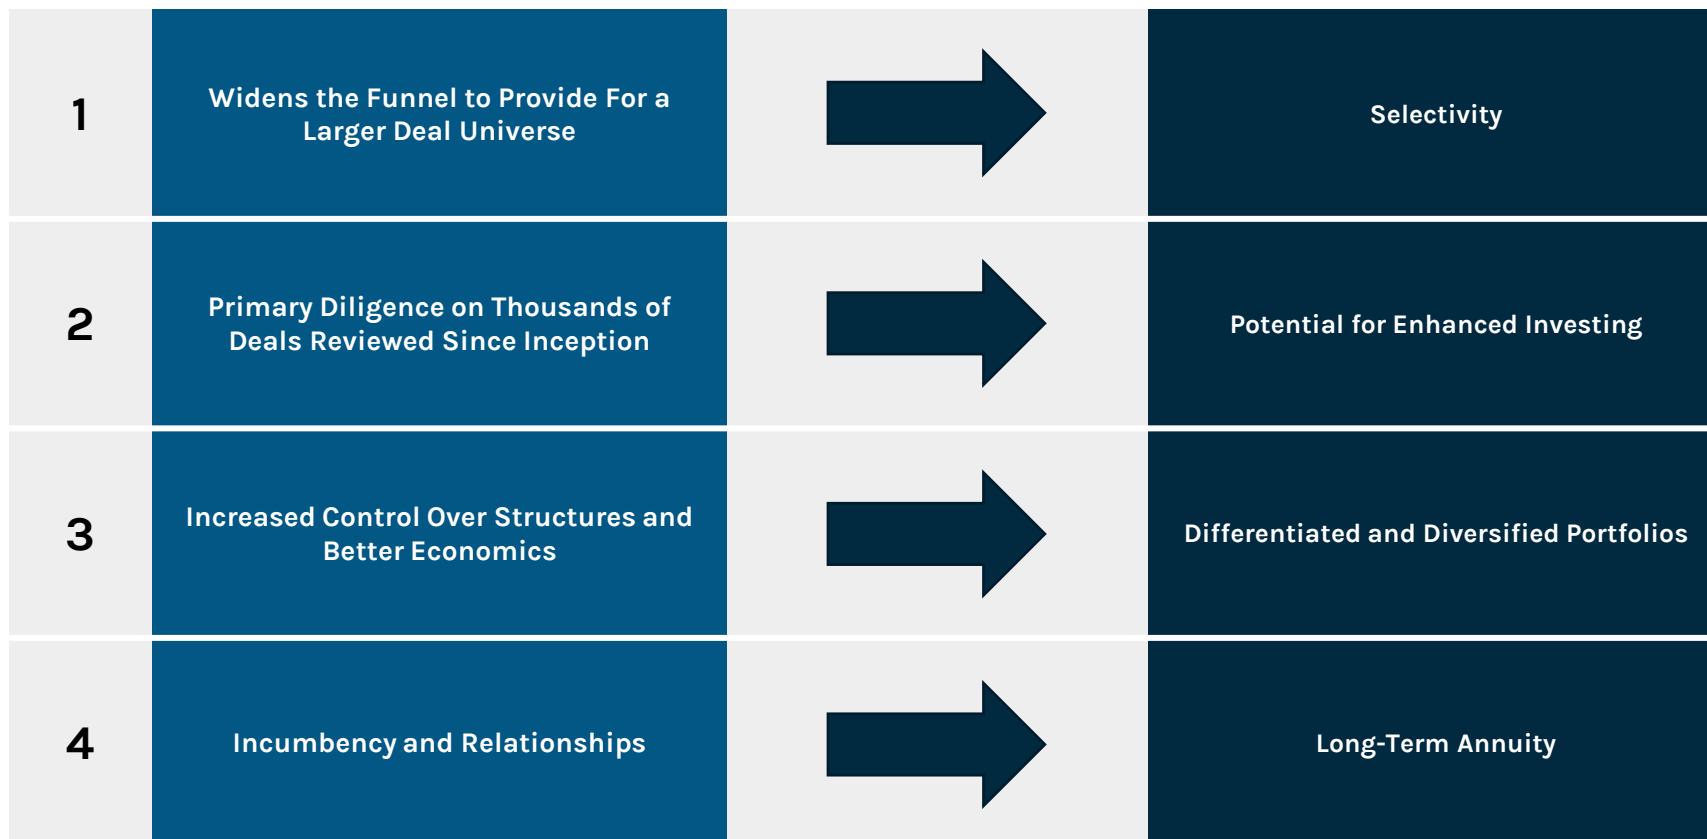 1
Widens the Funnel to Provide For a
Larger Deal Universe
Selectivity
2
Primary Diligence on Thousands of
Deals Reviewed Since Inception
Potential for Enhanced Investing
3
Increased Control Over Structures and
Better Economics
Differentiated and Diversified Portfolios
4
Incumbency and Relationships
Long-Term Annuity